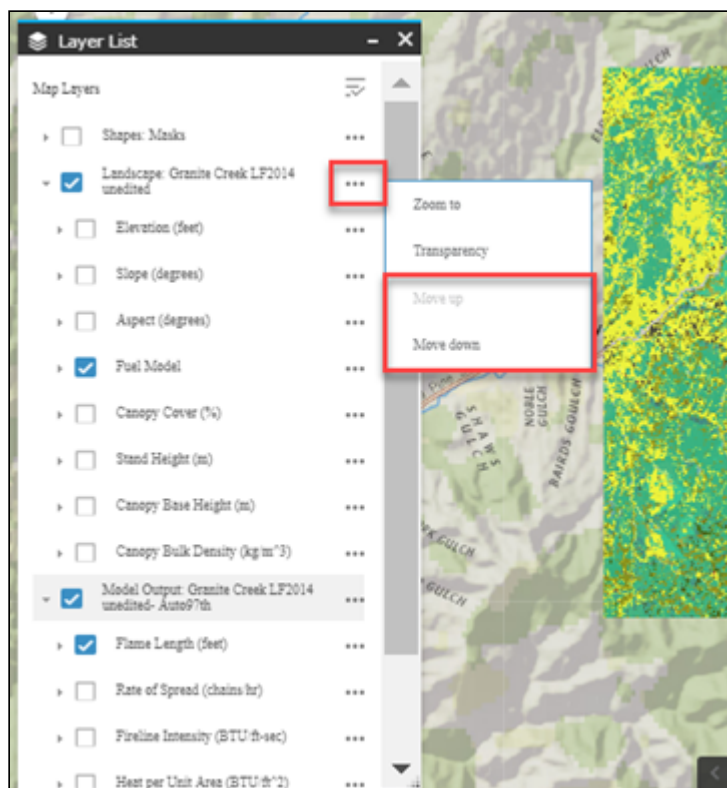 Layer List
Map Layers
Shapes: Masks
Landscape: Granite Creek LF2014
unedited
Elevation (feet)
Slope (degrees)
Aspect (degrees)
Fuel Model
Canopy Cover (%)
Stand Height (m)
Canopy Base Height (m)
Canopy Bulk Density (kg/m^3)
Model Output: Granite Creek LF2014
unedited- Auto97th
Flame Length (feet)
Rate of Spread (chains/hr)
Fireline Intensity (BTU/ft-sec)
Heat per Unit Area (BTU/ft^2)
Zoom to
Transparency
Move up
Move down
Pine
SHAWS
GULCH
NOBLE
GULCH
BAIRDS GOULCH
GULCH
GULCH